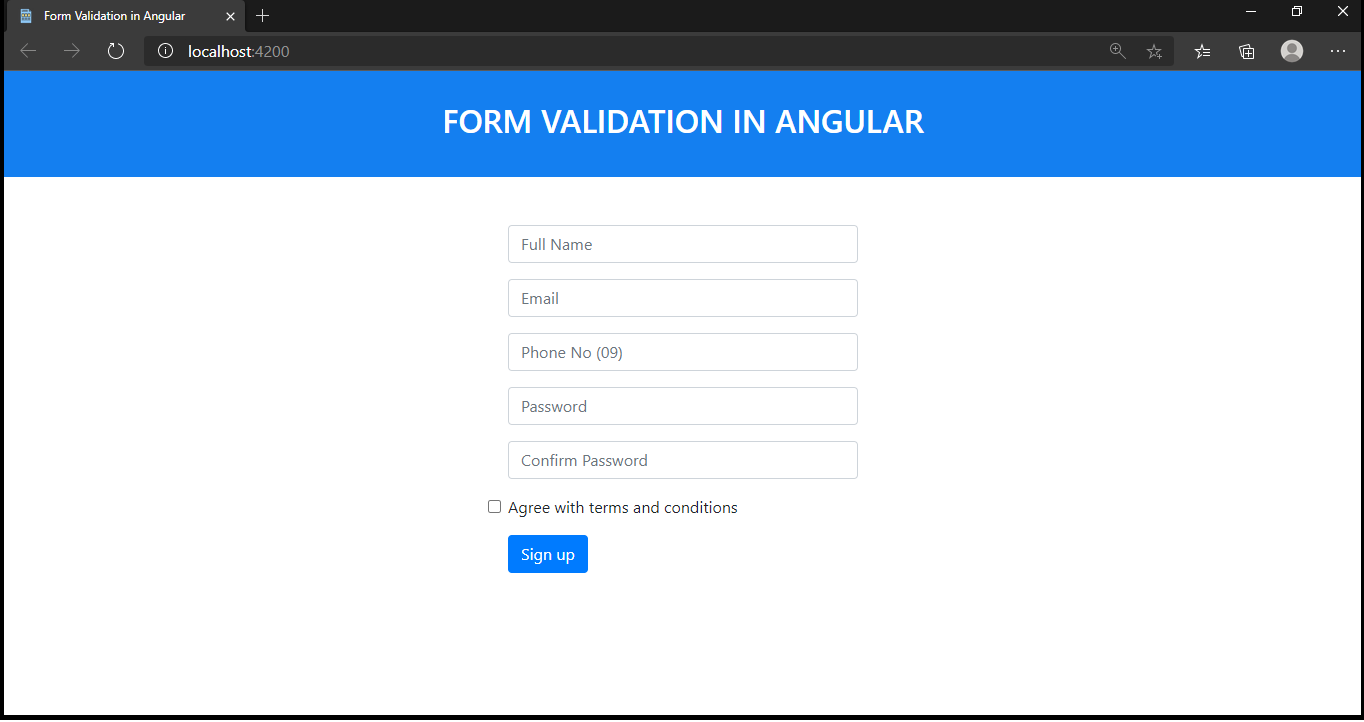 Form Validation in Angular
localhost:4200
FORM VALIDATION IN ANGULAR
Full Name
Email
Phone No (09)
Password
Confirm Password
Agree with terms and conditions
Sign up